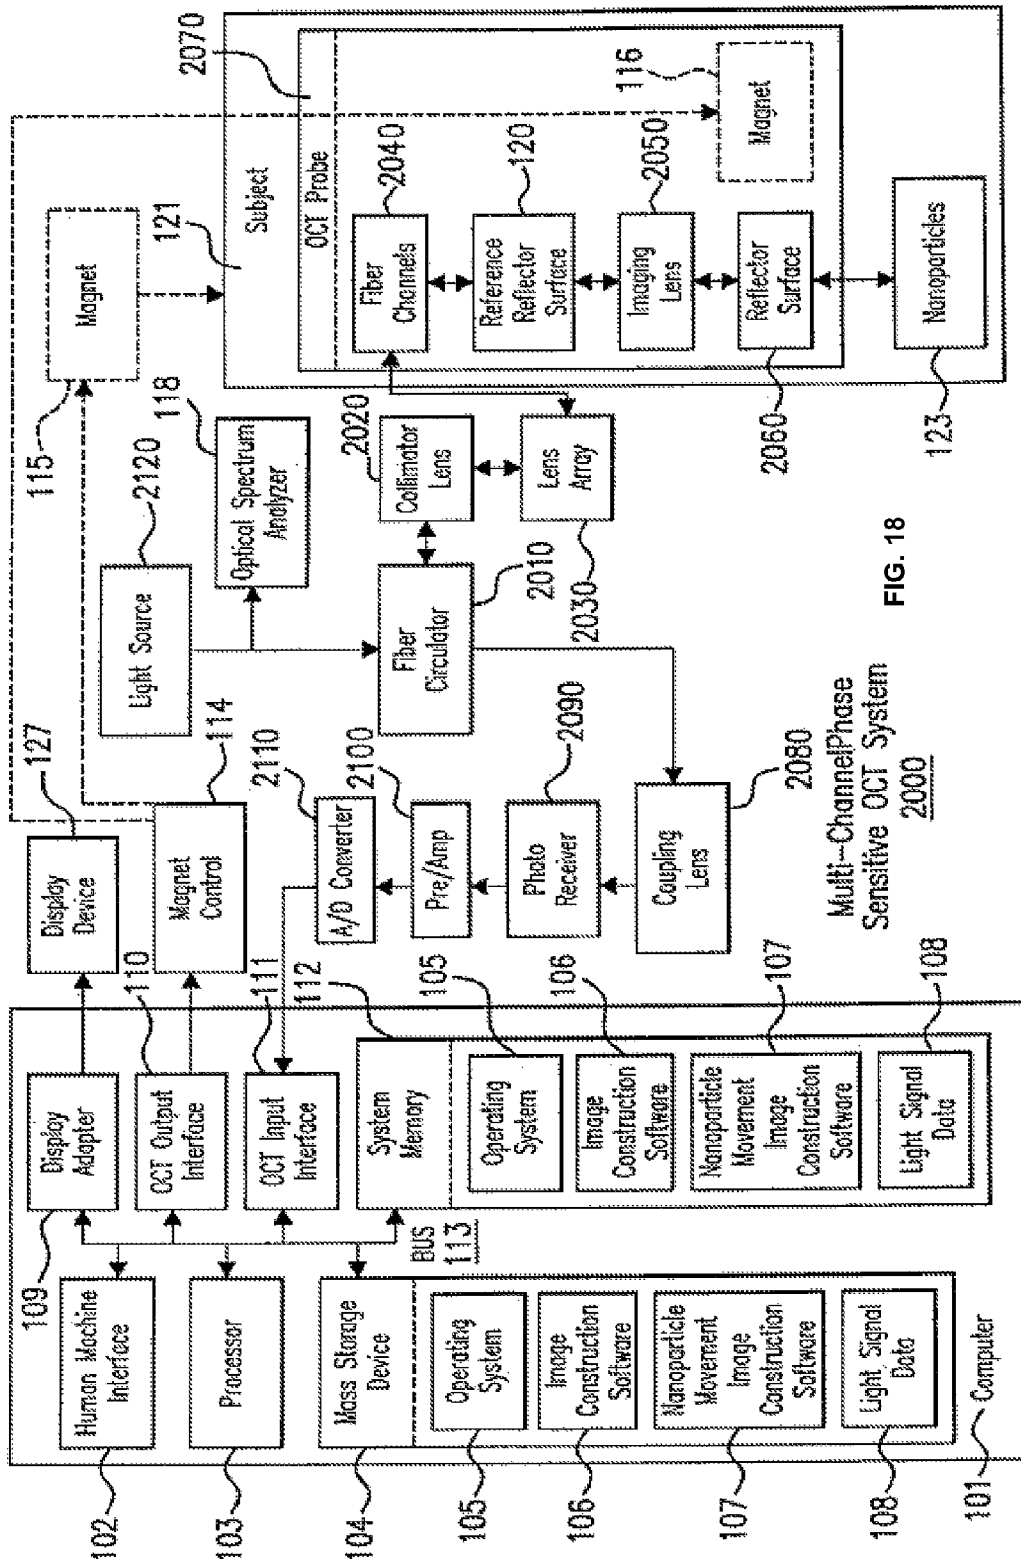 102
Human Machine
Interface
103
Processor
104
Mass Storage
Device
105
Operating
System
106
Image
Construction
Software
107
Nanoparticle
Movement
Image
Construction
Software
108
Light Signal
Data
101
Computer
109
Display
Adapter
110
OCT Output
Interface
111
OCT Input
Interface
112
System
Memory
BUS
113
Operating
System
105
Image
Construction
Software
106
Nanoparticle
Movement
Image
Construction
Software
107
Light Signal
Data
108
Display
Device
127
Magnet
Control
114
A/D Converter
2110
Pre/Amp
2100
Photo
Receiver
2090
Coupling
Lens
2080
Multi-ChannelPhase
Sensitive OCT System
2000
Light Source
2120
Optical Spectrum
Analyzer
118
Fiber
Circulator
2010
Collimator
Lens
2020
Lens
Array
2030
FIG. 18
115
Magnet
121
Subject
2070
OCT Probe
Fiber
Channels
2040
Reference
Reflector
Surface
120
Imaging
Lens
2050
Reflector
Surface
2060
116
Magnet
Nanoparticles
123